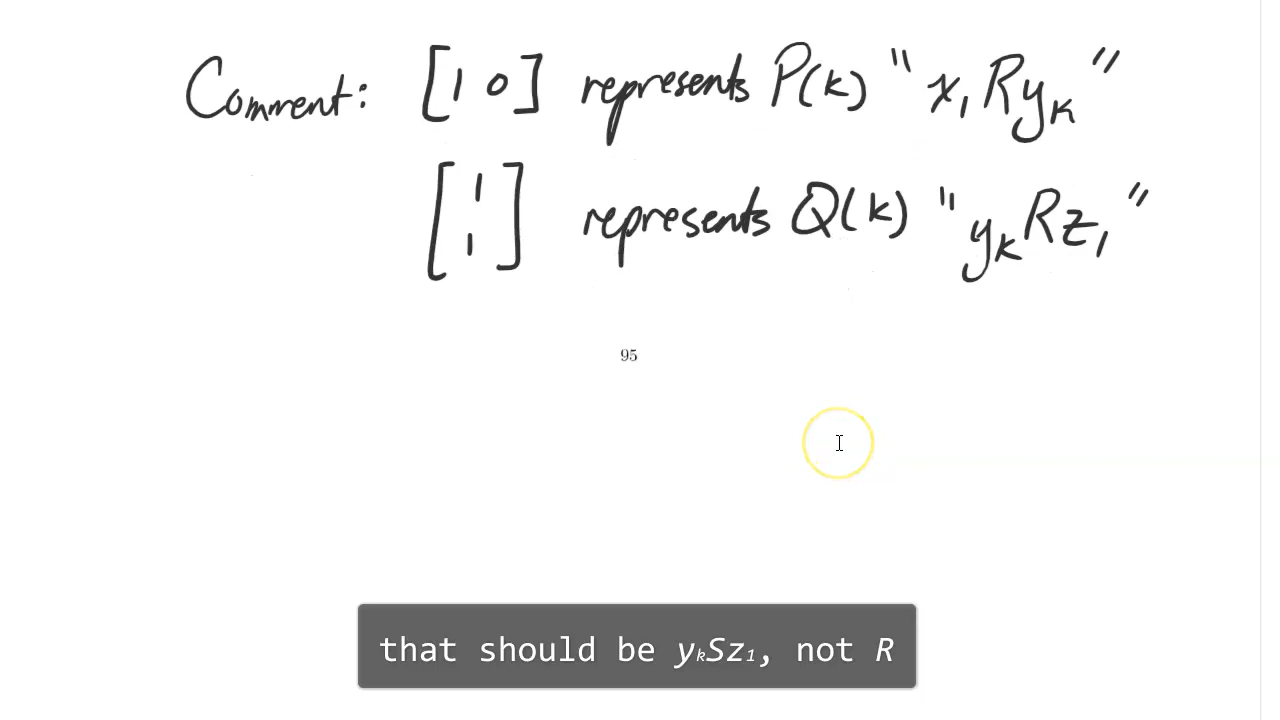 Comment: [1 0] represents P(k) "x₁Ryₖ"
[1
1] represents Q(k) "yₖRz₁"
95
that should be yₖSz₁, not R